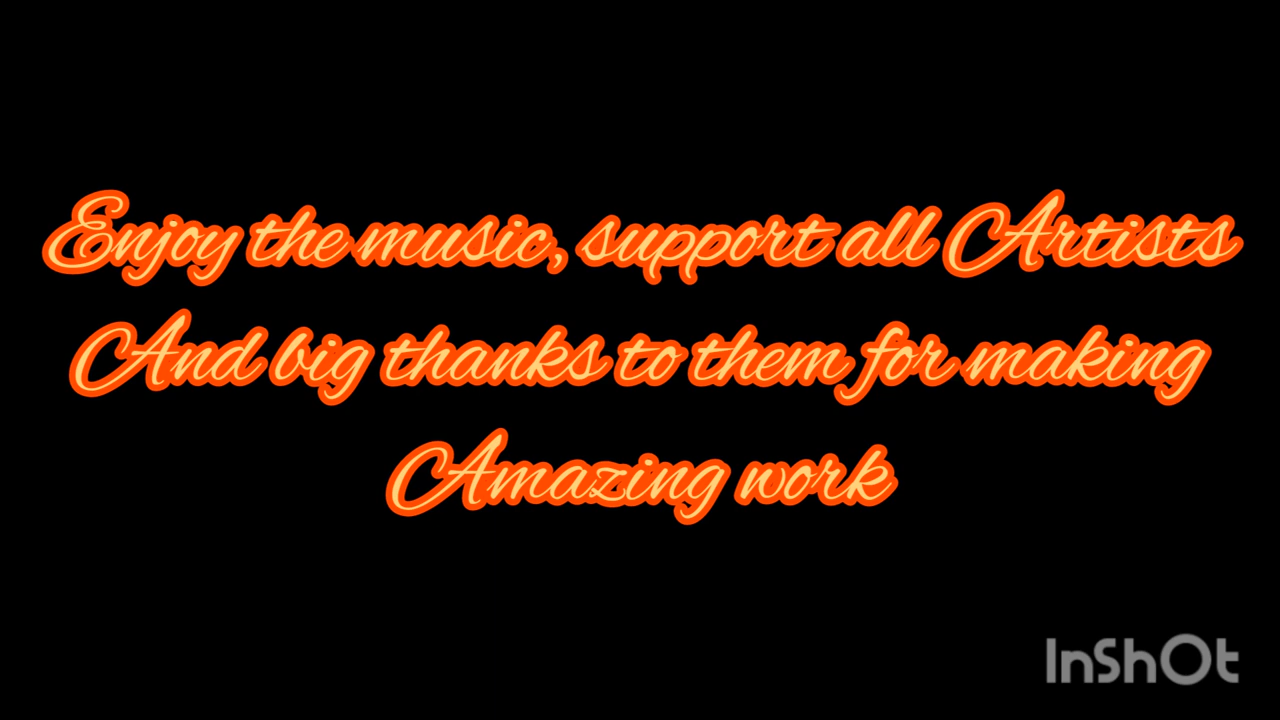 Enjoy the music, support all Artists
And big thanks to them for making
Amazing work
InShOt